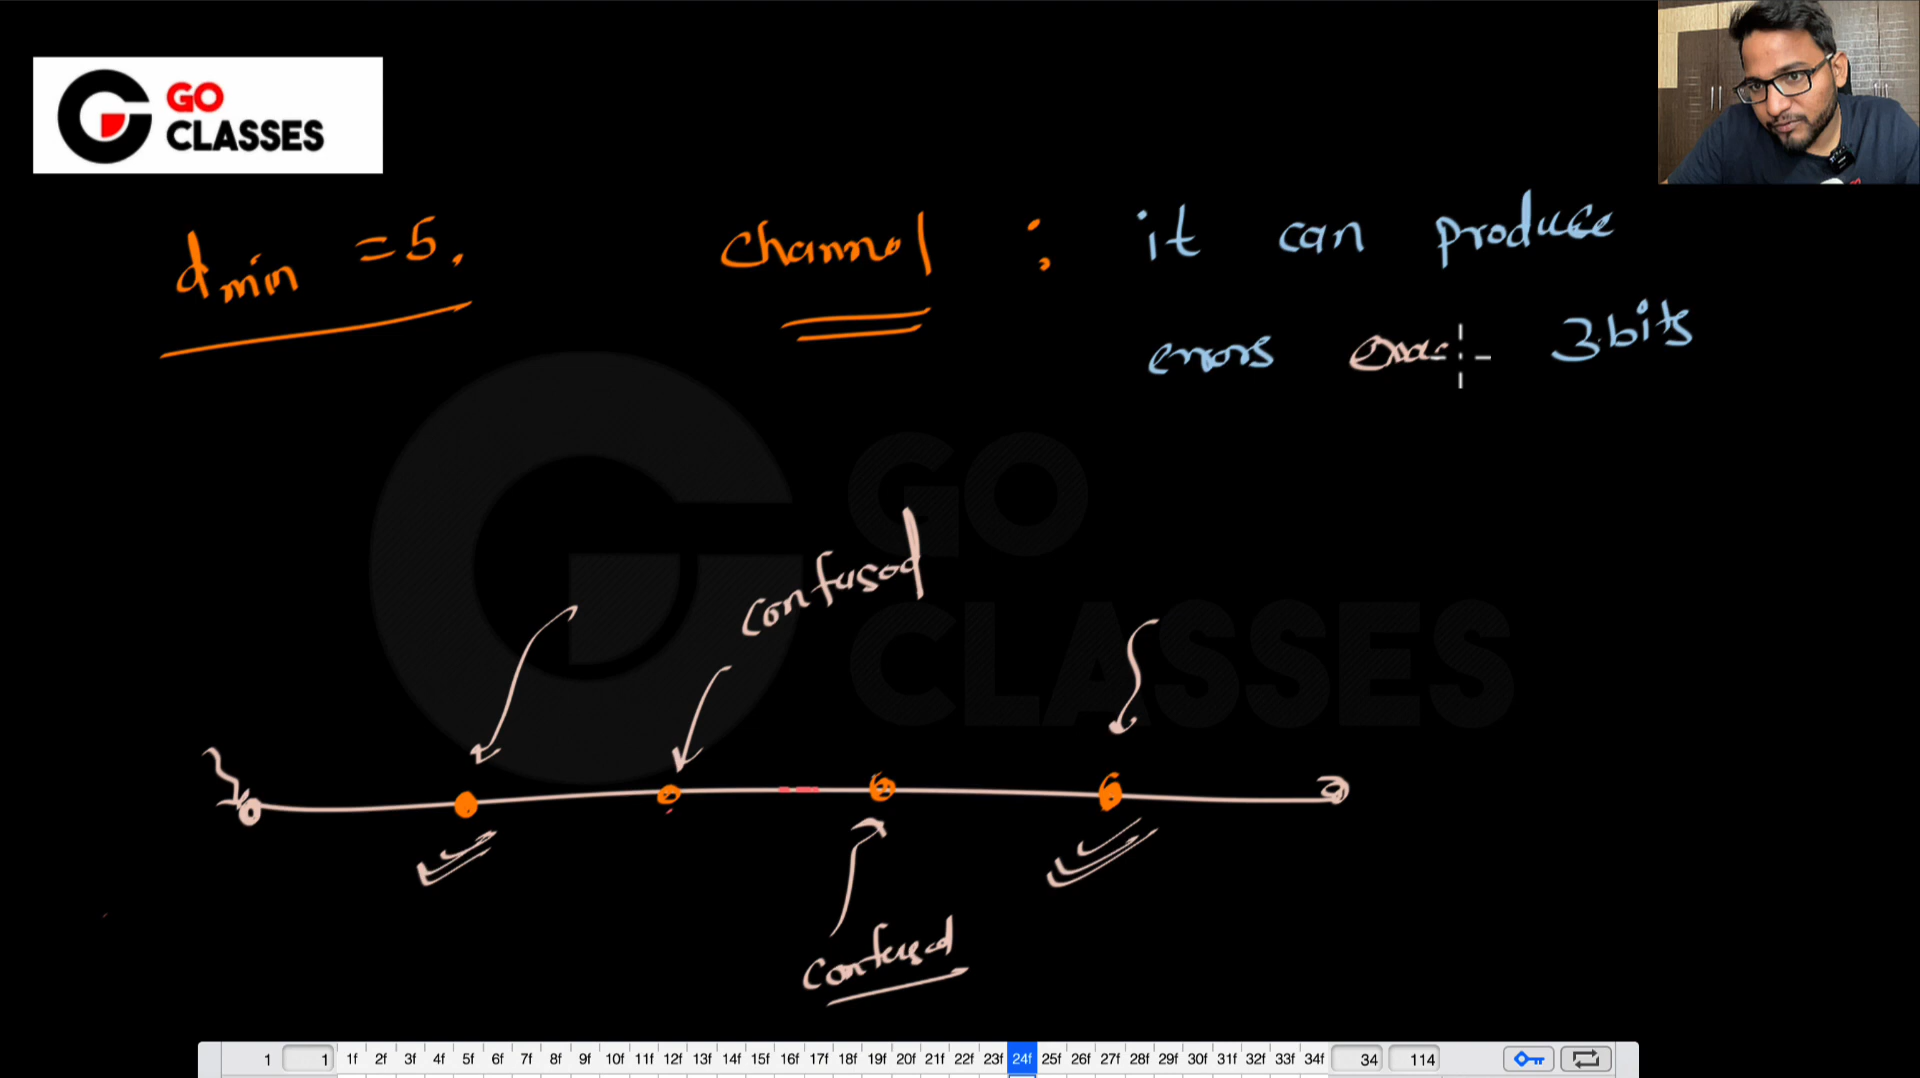 GO
CLASSES
dmin = 5.
channel : it can produce
errors 3 bits
GO
CLASSES
confused
confused
1 1 1f 2f 3f 4f 5f 6f 7f 8f 9f 10f 11f 12f 13f 14f 15f 16f 17f 18f 19f 20f 21f 22f 23f 24f 25f 26f 27f 28f 29f 30f 31f 32f 33f 34f 34 114